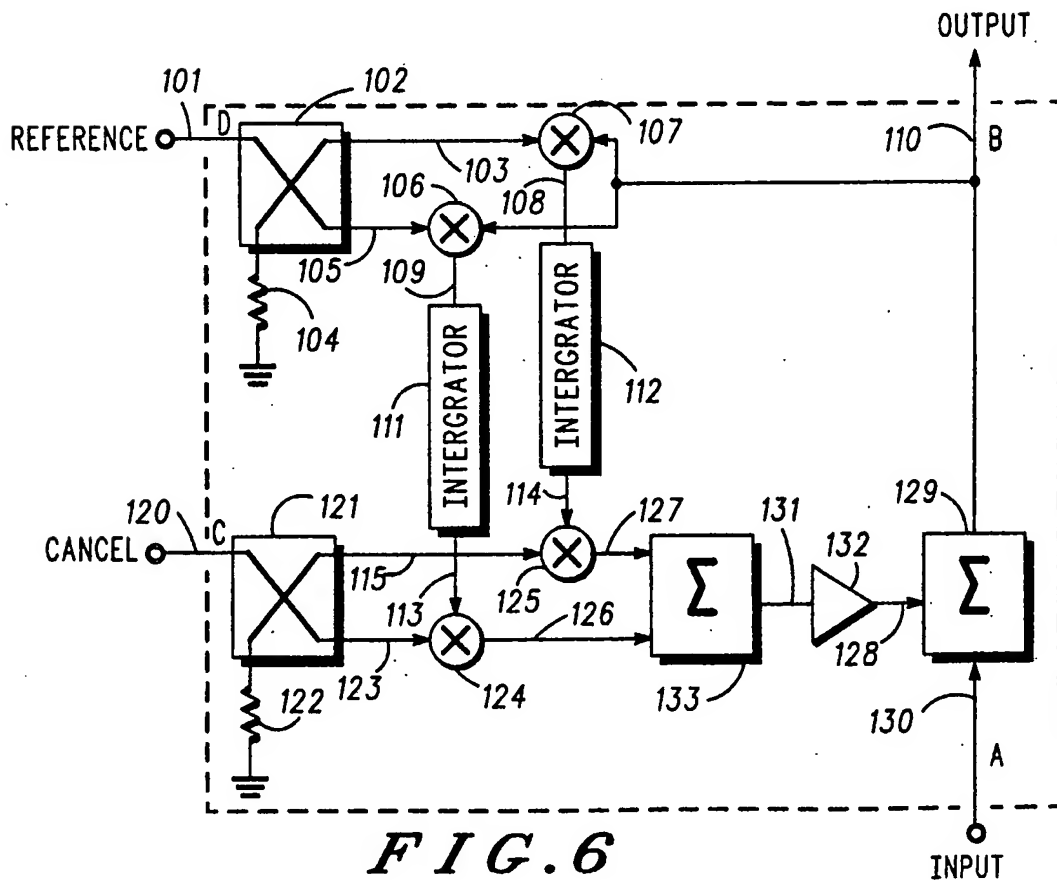 OUTPUT
101
D
102
REFERENCE
103
107
110
B
106
108
105
109
104
INTERGRATOR
111
INTERGRATOR
112
114
120
C
121
127
131
132
129
CANCEL
115
113
125
Σ
Σ
126
128
123
124
133
122
130
A
FIG.6
INPUT